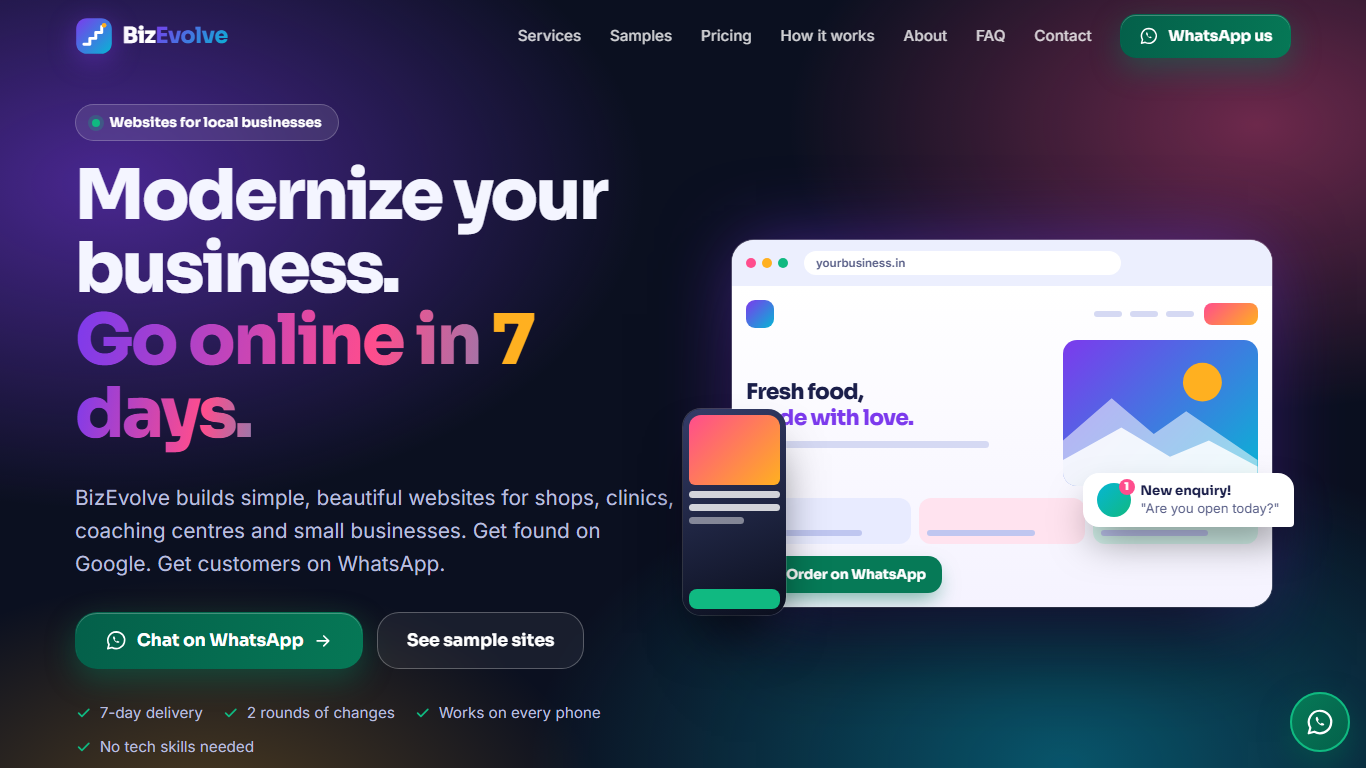 BizEvolve
Services
Samples
Pricing
How it works
About
FAQ
Contact
WhatsApp us
Websites for local businesses
Modernize your
business.
Go online in 7
days.
BizEvolve builds simple, beautiful websites for shops, clinics,
coaching centres and small businesses. Get found on
Google. Get customers on WhatsApp.
Chat on WhatsApp →
See sample sites
7-day delivery
2 rounds of changes
Works on every phone
No tech skills needed
yourbusiness.in
Fresh food,
de with love.
1
New enquiry!
"Are you open today?"
Order on WhatsApp